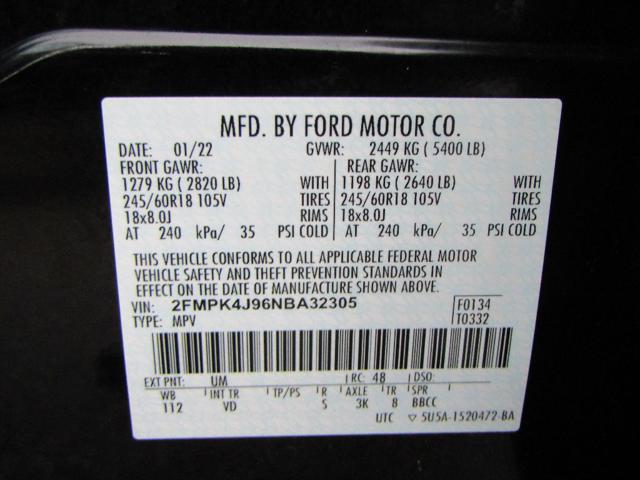 MFD. BY FORD MOTOR CO.
DATE: 01/22 GVWR: 2449 KG ( 5400 LB)
FRONT GAWR: REAR GAWR:
1279 KG ( 2820 LB) WITH 1198 KG ( 2640 LB) WITH
245/60R18 105V TIRES 245/60R18 105V TIRES
18x8.0J RIMS 18x8.0J RIMS
AT 240 kPa/ 35 PSI COLD AT 240 kPa/ 35 PSI COLD
THIS VEHICLE CONFORMS TO ALL APPLICABLE FEDERAL MOTOR
VEHICLE SAFETY AND THEFT PREVENTION STANDARDS IN
EFFECT ON THE DATE OF MANUFACTURE SHOWN ABOVE.
VIN: 2FMPK4J96NBA32305 F0134
TYPE: MPV T0332
EXT PNT: UM RC: 48 DSO:
WB INT TR TP/PS R AXLE TR SPR
112 VD S 3K 8 BBCC
UTC ▽ 5U5A-1520472-BA